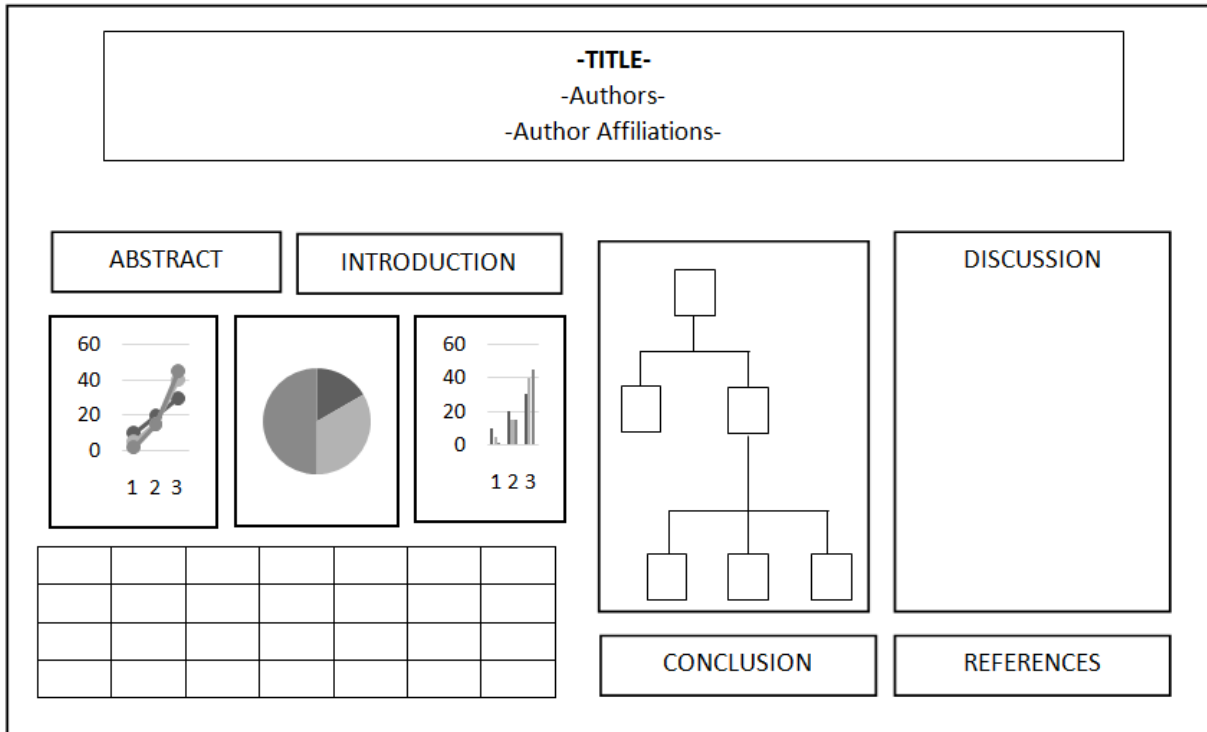 -TITLE-
-Authors-
-Author Affiliations-
ABSTRACT
INTRODUCTION
60
40
20
0
1 2 3
60
40
20
0
1 2 3
DISCUSSION
CONCLUSION
REFERENCES